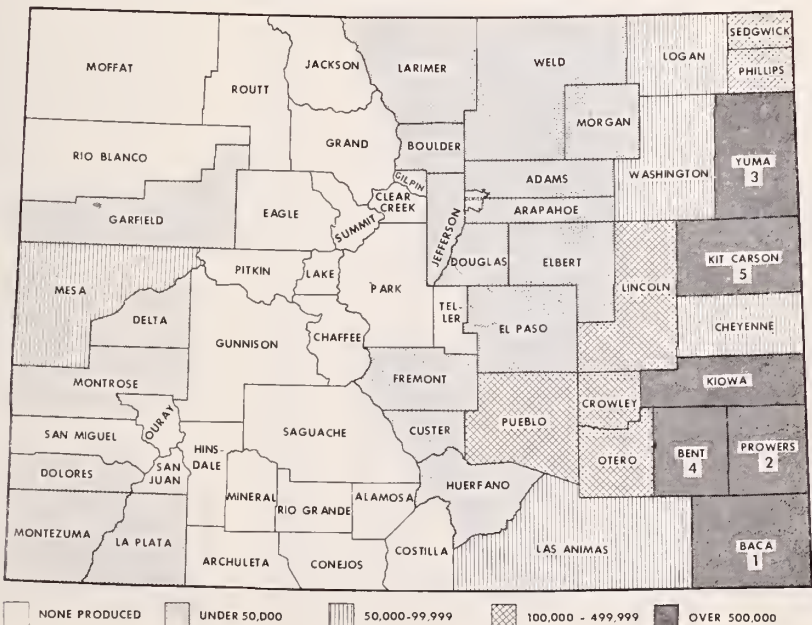 MOFFAT
ROUTT
JACKSON
LARIMER
WELD
LOGAN
SEDGWICK
PHILLIPS
RIO BLANCO
GRAND
BOULDER
MORGAN
WASHINGTON
YUMA
3
GILPIN
CLEAR
CREEK
ADAMS
ARAPAHOE
GARFIELD
EAGLE
SUMMIT
JEFFERSON
DOUGLAS
ELBERT
LINCOLN
KIT CARSON
5
MESA
PITKIN
LAKE
PARK
TEL-
LER
EL PASO
CHEYENNE
DELTA
GUNNISON
CHAFFEE
FREMONT
KIOWA
MONTROSE
OURAY
SAGUACHE
CUSTER
PUEBLO
CROWLEY
OTERO
BENT
4
PROWERS
2
SAN MIGUEL
HINS-
DALE
DOLORES
SAN
JUAN
MINERAL
RIO GRANDE
ALAMOSA
HUERFANO
MONTEZUMA
LA PLATA
ARCHULETA
CONEJOS
COSTILLA
LAS ANIMAS
BACA
1
NONE PRODUCED
UNDER 50,000
50,000-99,999
100,000 - 499,999
OVER 500,000